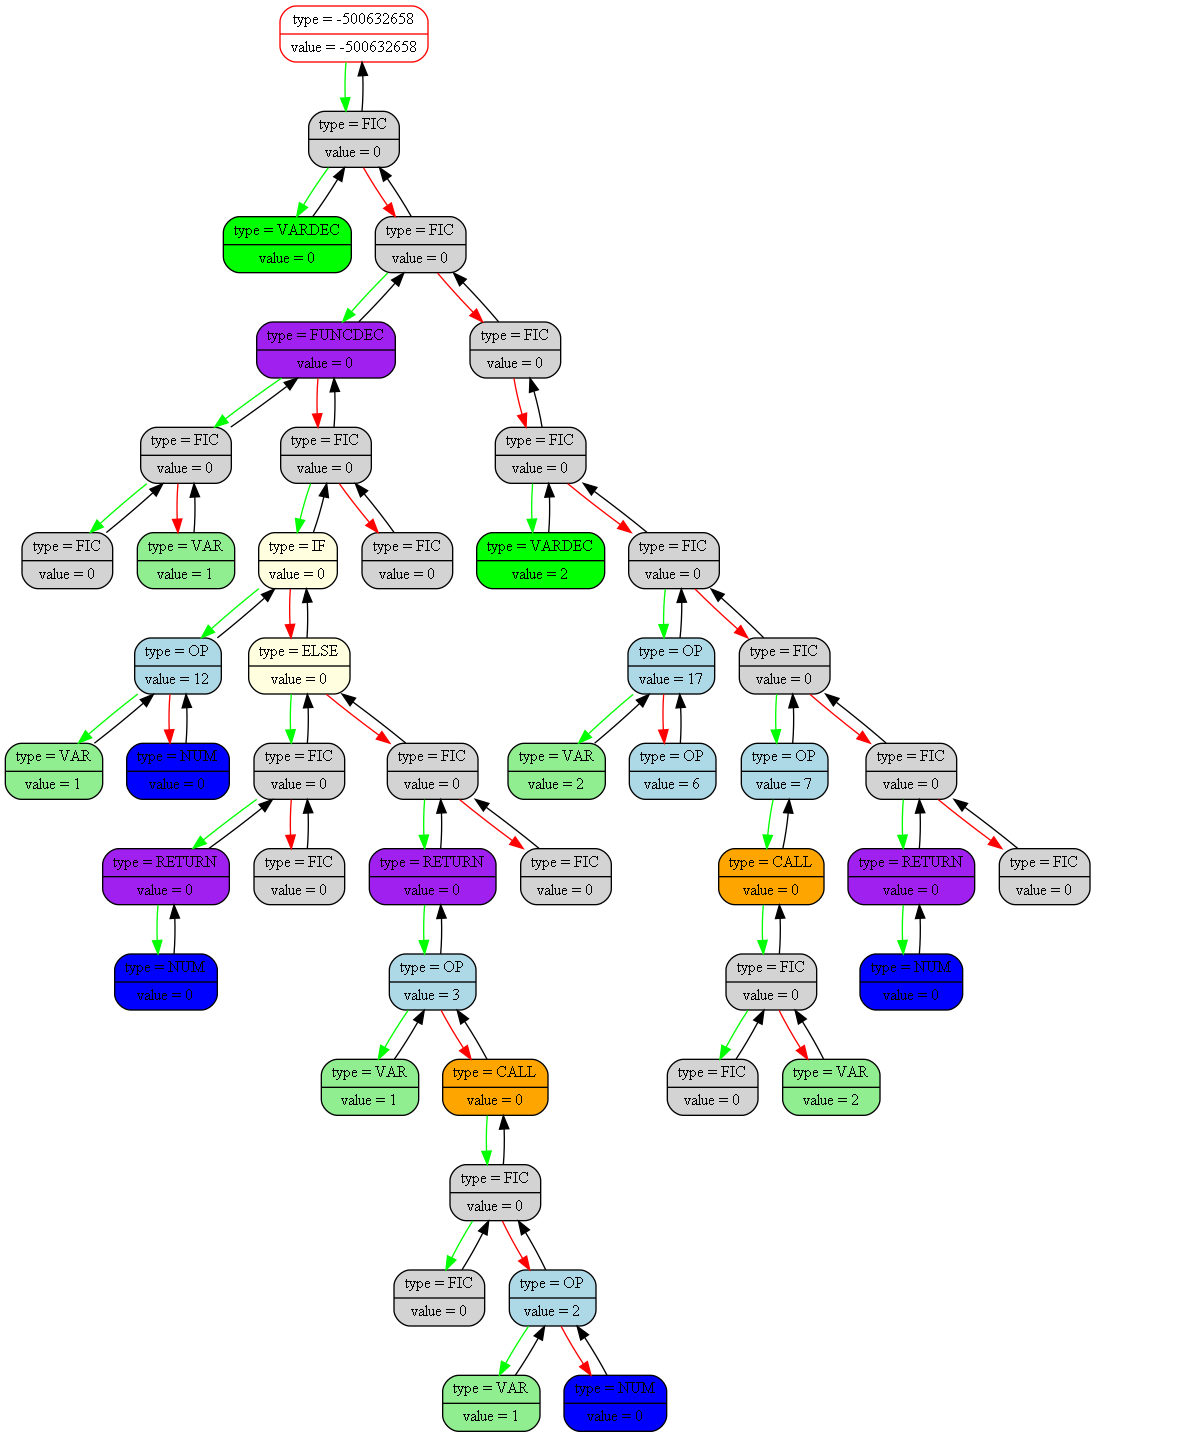 type = -500632658
value = -500632658
type = FIC
value = 0
type = VARDEC
value = 0
type = FIC
value = 0
type = FUNCDEC
value = 0
type = FIC
value = 0
type = FIC
value = 0
type = FIC
value = 0
type = FIC
value = 0
type = FIC
value = 0
type = VAR
value = 1
type = IF
value = 0
type = FIC
value = 0
type = VARDEC
value = 2
type = FIC
value = 0
type = OP
value = 12
type = ELSE
value = 0
type = OP
value = 17
type = FIC
value = 0
type = VAR
value = 1
type = NUM
value = 0
type = FIC
value = 0
type = FIC
value = 0
type = VAR
value = 2
type = OP
value = 6
type = OP
value = 7
type = FIC
value = 0
type = RETURN
value = 0
type = FIC
value = 0
type = RETURN
value = 0
type = FIC
value = 0
type = CALL
value = 0
type = RETURN
value = 0
type = FIC
value = 0
type = NUM
value = 0
type = OP
value = 3
type = FIC
value = 0
type = NUM
value = 0
type = VAR
value = 1
type = CALL
value = 0
type = FIC
value = 0
type = VAR
value = 2
type = FIC
value = 0
type = FIC
value = 0
type = OP
value = 2
type = VAR
value = 1
type = NUM
value = 0